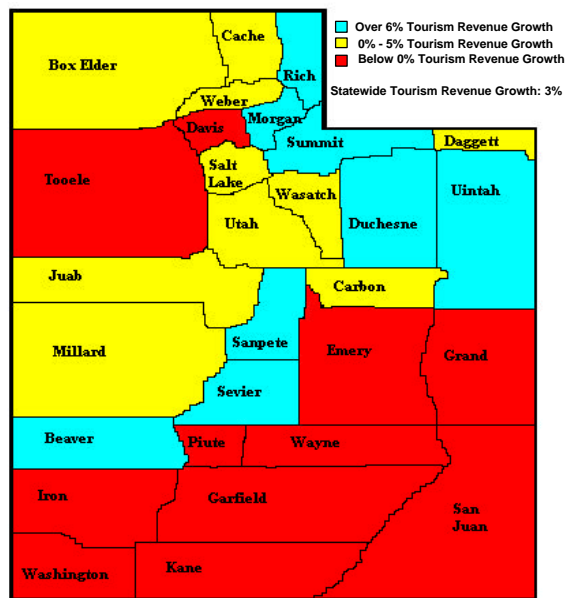 Over 6% Tourism Revenue Growth
0% - 5% Tourism Revenue Growth
Below 0% Tourism Revenue Growth
Statewide Tourism Revenue Growth: 3%
Cache
Box Elder
Rich
Weber
Morgan
Davis
Summit
Daggett
Tooele
Salt
Lake
Wasatch
Uintah
Utah
Duchesne
Juab
Carbon
Sanpete
Millard
Emery
Grand
Sevier
Beaver
Piute
Wayne
Iron
Garfield
San
Juan
Washington
Kane